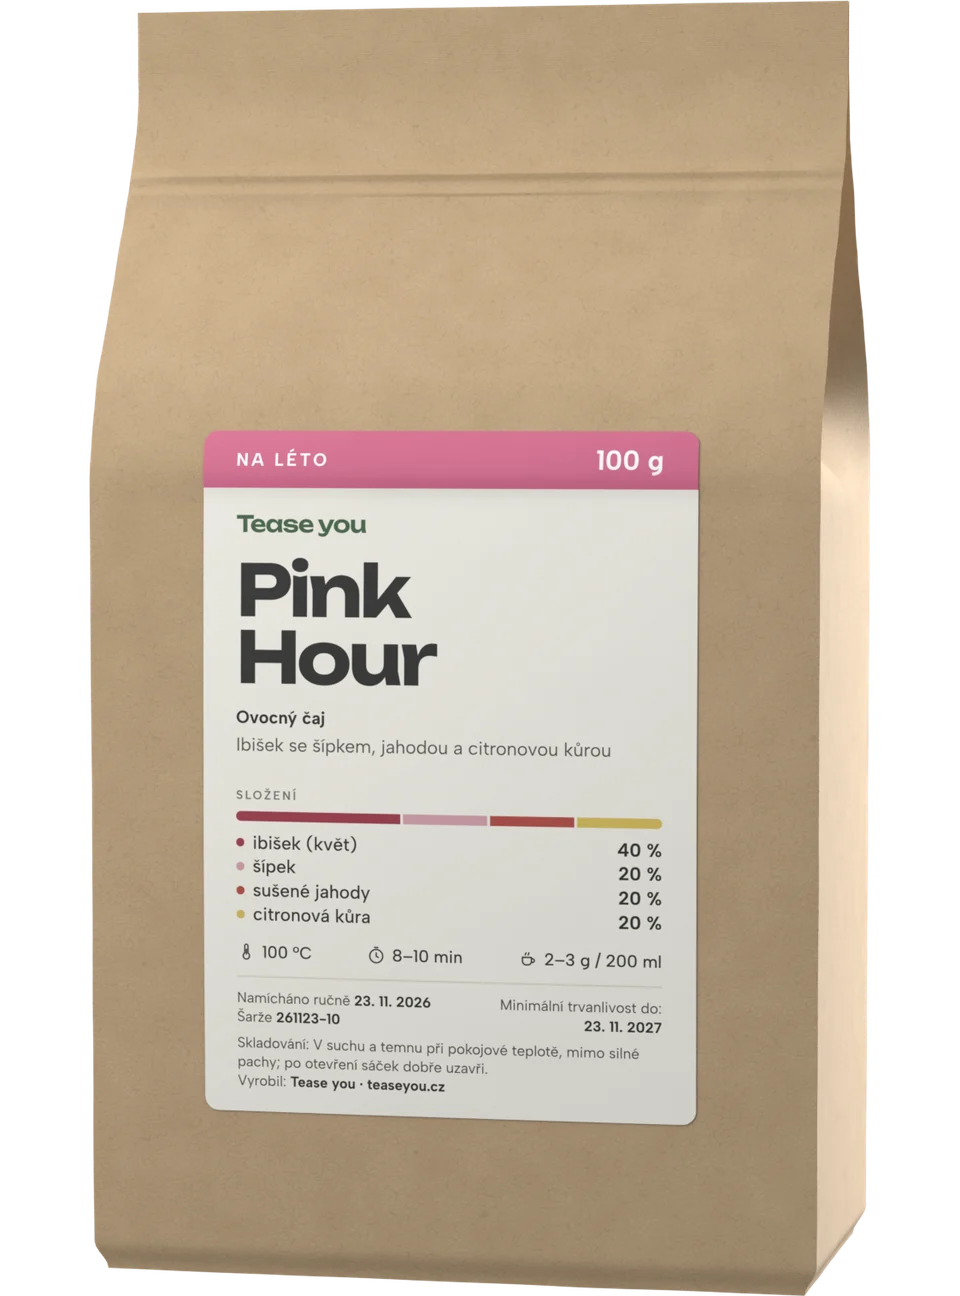 NA LÉTO
100 g
Tease you
Pink
Hour
Ovocný čaj
Ibišek se šípkem, jahodou a citronovou kůrou
SLOŽENÍ
ibišek (květ) 40 %
šípek 20 %
sušené jahody 20 %
citronová kůra 20 %
100 °C 8–10 min 2–3 g / 200 ml
Namícháno ručně 23. 11. 2026
Šarže 261123-10
Minimální trvanlivost do:
23. 11. 2027
Skladování: V suchu a temnu při pokojové teplotě, mimo silné
pachy; po otevření sáček dobře uzavři.
Vyrobil: Tease you · teaseyou.cz